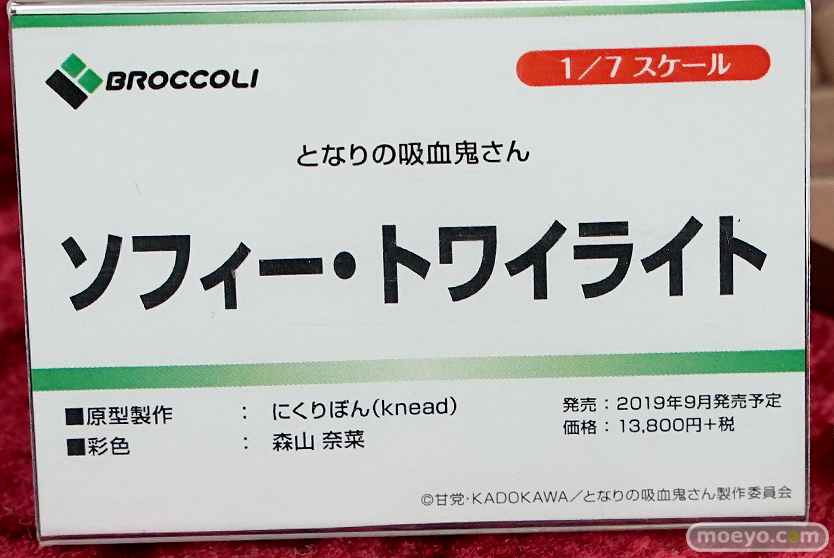 BROCCOLI
1/7 スケール
となりの吸血鬼さん
ソフィー・トワイライト
■原型製作 : にくりぼん(knead)
■彩色 : 森山 奈菜
発売:2019年9月発売予定
価格:13,800円+税
©甘党・KADOKAWA/となりの吸血鬼さん製作委員会
moeyo.com